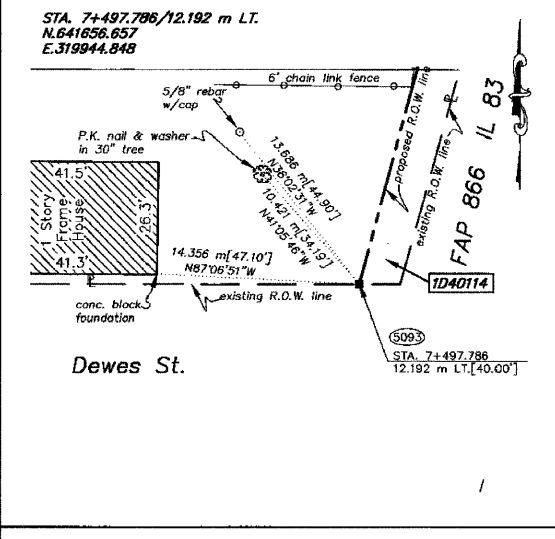 STA. 7+497.786/12.192 m LT.
N.641656.657
E.319944.848
6' chain link fence
5/8" rebar
w/cap
P.K. nail & washer
in 30" tree
13.686 m[44.90']
N36°02'31"W
10.421 m[34.19']
N41°05'46"W
proposed R.O.W. line
existing R.O.W. line
FAP 866 IL 83
41.5'
1 Story
Frame
House
26.3'
41.3'
14.356 m[47.10']
N87°06'51"W
1D40114
existing R.O.W. line
conc. block
foundation
5093
STA. 7+497.786
12.192 m LT.[40.00']
Dewes St.